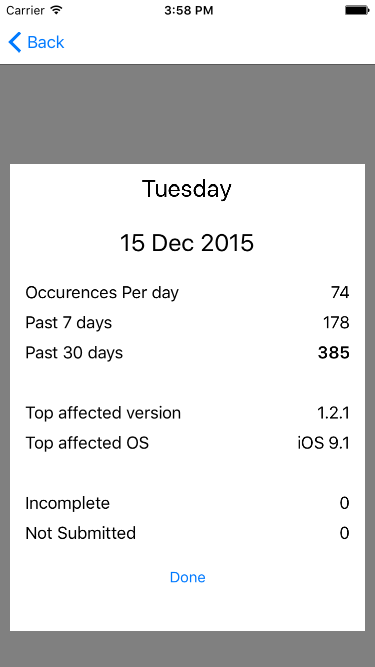 Carrier 3:58 PM
Back
Tuesday
15 Dec 2015
Occurences Per day 74
Past 7 days 178
Past 30 days 385
Top affected version 1.2.1
Top affected OS iOS 9.1
Incomplete 0
Not Submitted 0
Done